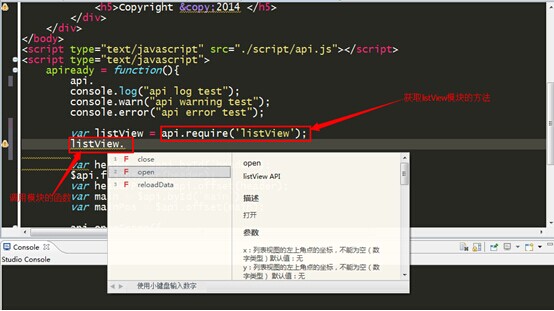 <h5>Copyright &copy;2014 </h5>
</div>
</div>
</body>
<script type="text/javascript" src="./script/api.js"></script>
<script type="text/javascript">
apiready = function(){
api.
console.log("api log test");
console.warn("api warning test");
console.error("api error test");
获取listView模块的方法
var listView = api.require('listView');
listView.
调用模块的函数
F close
F open
F reloadData
open
listView API
描述
打开
参数
x：列表视图的左上角点的坐标，不能为空（数
字类型）默认值：无
y：列表视图的左上角点的坐标，不能为空（数
字类型）默认值：无
使用小键盘输入数字
var he
$api.f
var he
var ma
var ma
Console
Studio Console